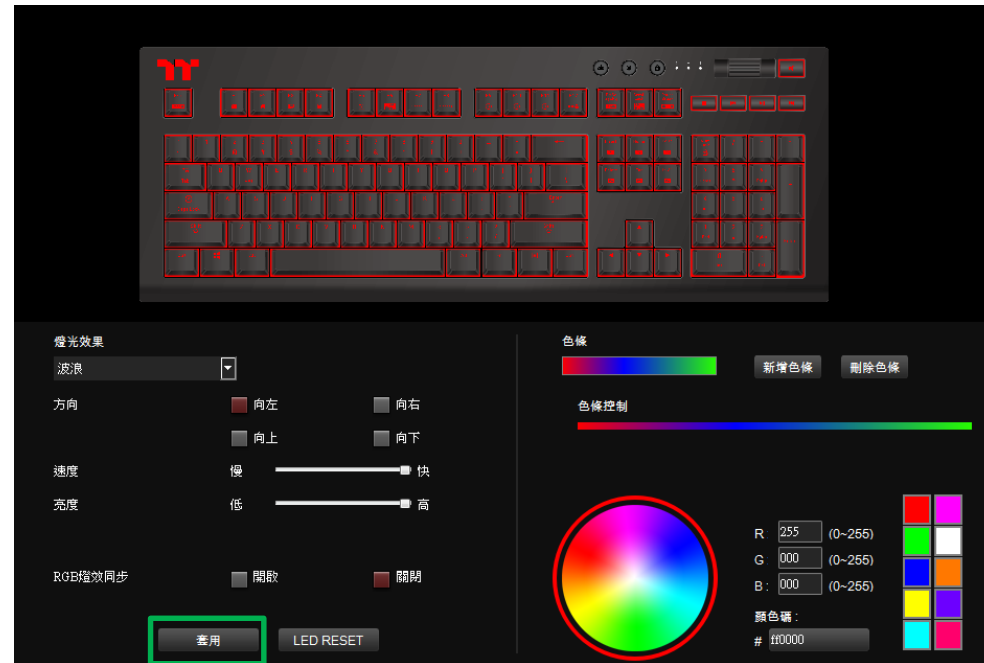 燈光效果
波浪
方向
向左
向右
向上
向下
速度
慢
快
亮度
低
高
RGB燈效同步
開啟
關閉
套用
LED RESET
色條
新增色條
刪除色條
色條控制
R 255 (0~255)
G 000 (0~255)
B: 000 (0~255)
顏色碼 :
# ff0000